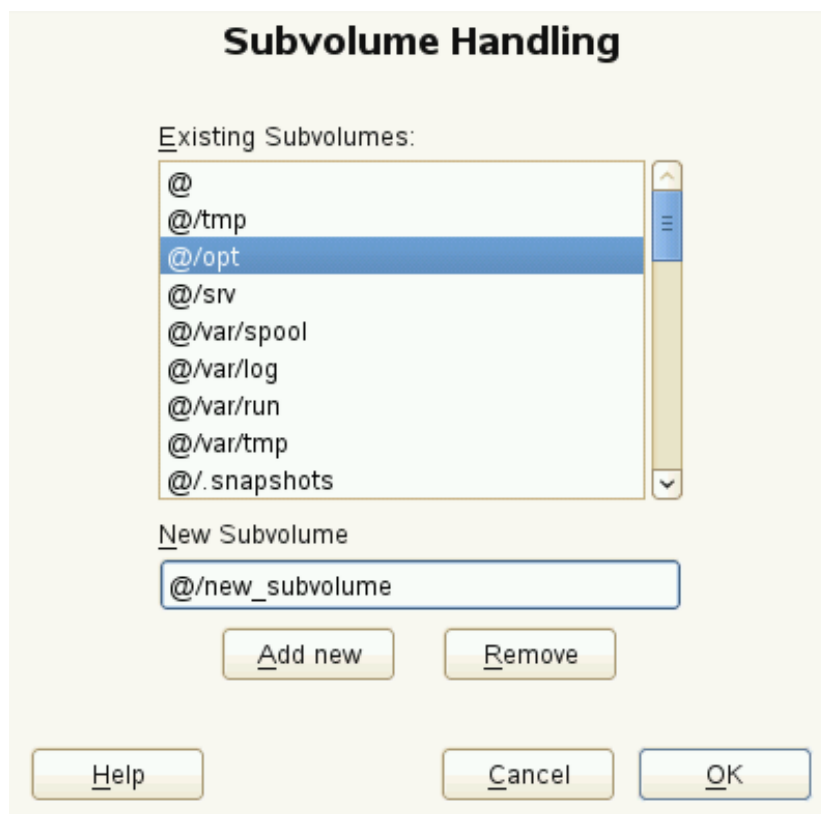 Subvolume Handling
Existing Subvolumes:
@
@/tmp
@/opt
@/srv
@/var/spool
@/var/log
@/var/run
@/var/tmp
@/.snapshots
New Subvolume
@/new_subvolume
Add new Remove
Help Cancel OK